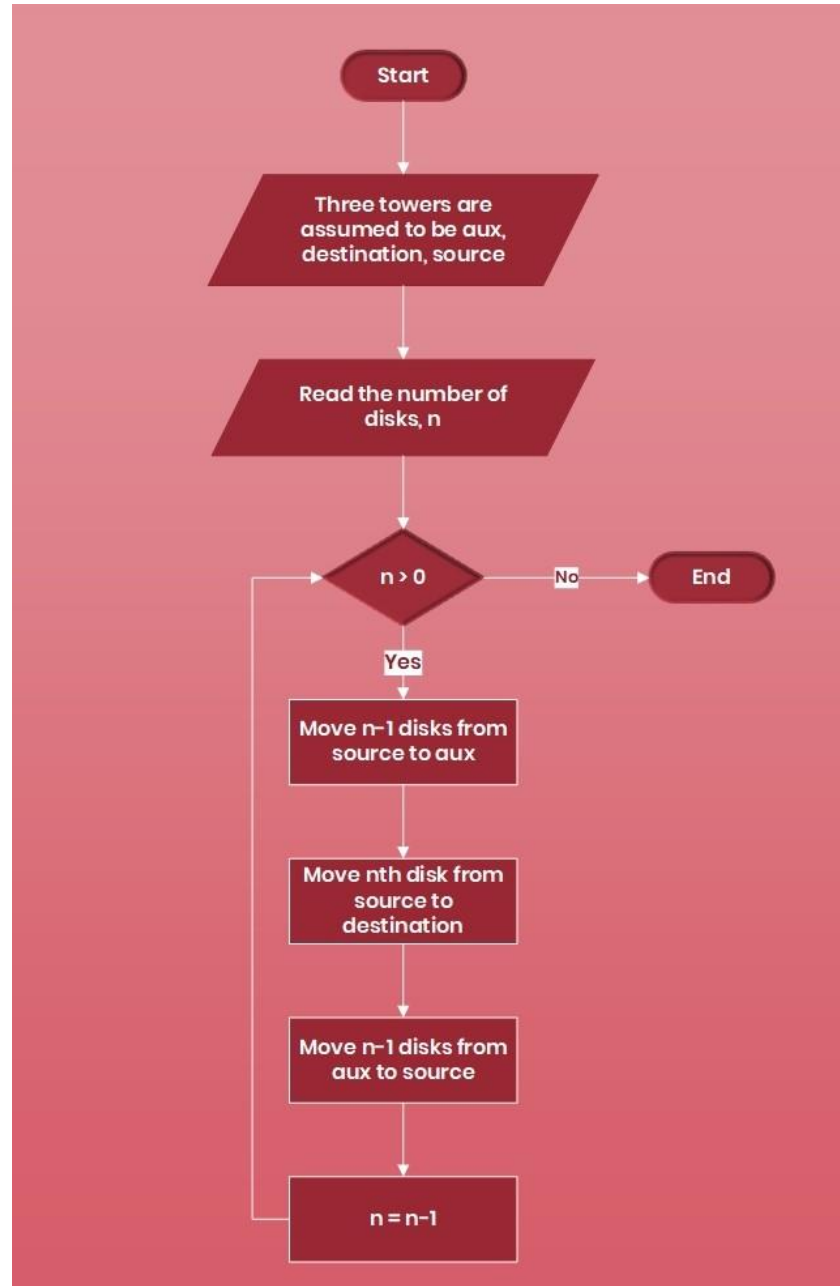 Start
Three towers are
assumed to be aux,
destination, source
Read the number of
disks, n
n > 0
No
End
Yes
Move n-1 disks from
source to aux
Move nth disk from
source to
destination
Move n-1 disks from
aux to source
n = n-1